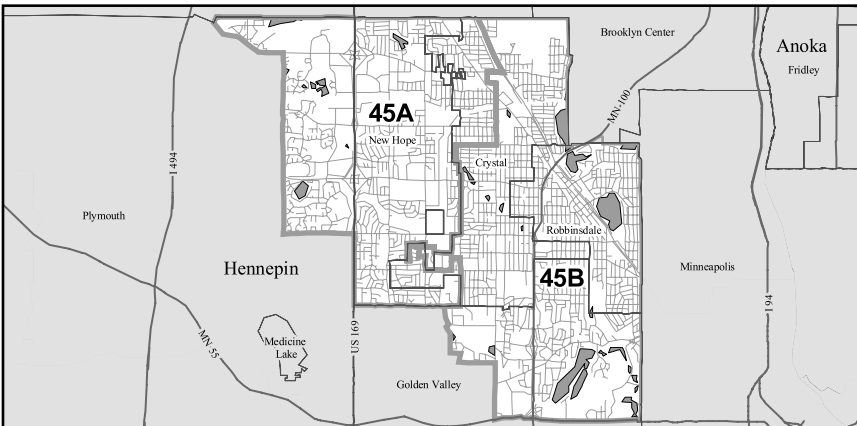 Brooklyn Center
Anoka
Fridley
MN-100
45A
New Hope
I 494
Crystal
Plymouth
Robbinsdale
Hennepin
Minneapolis
45B
I 94
MN 55
US 169
Medicine
Lake
Golden Valley